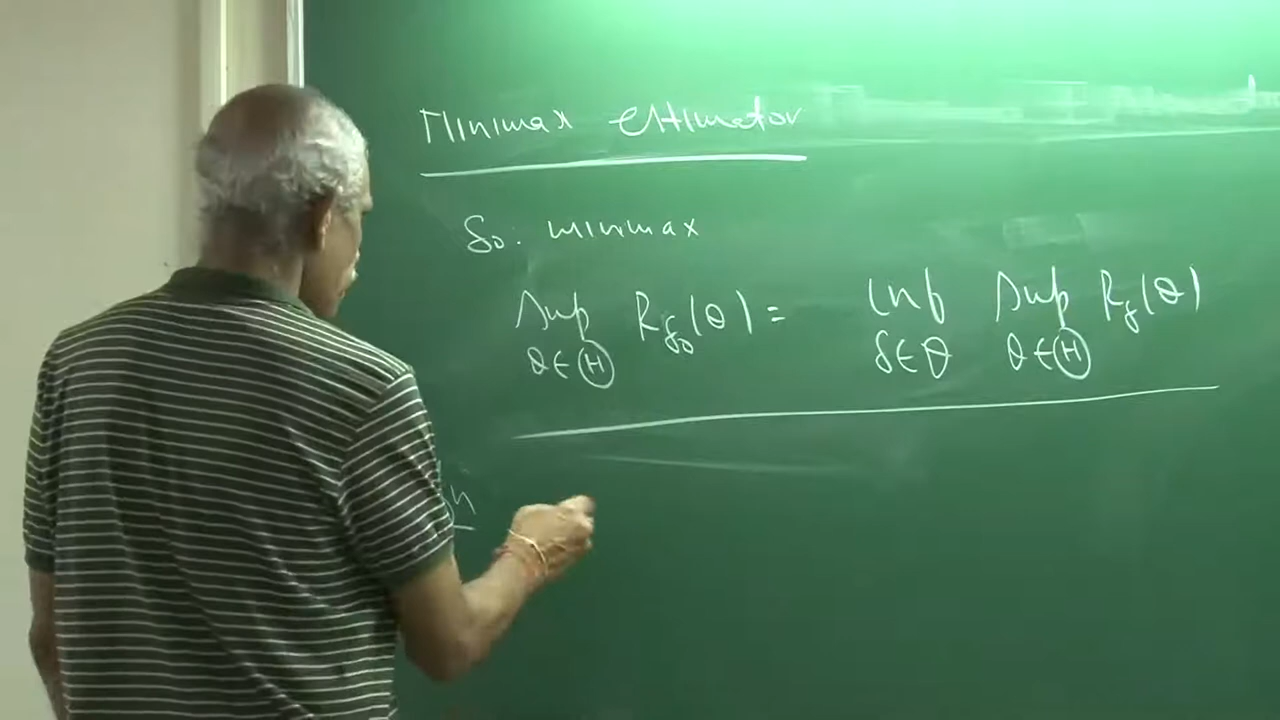 Minimax estimator
δ₀: minimax
Sup R_δ₀(θ) = inf Sup R_δ(θ)
θ∈Ⓗ δ∈θ θ∈Ⓗ